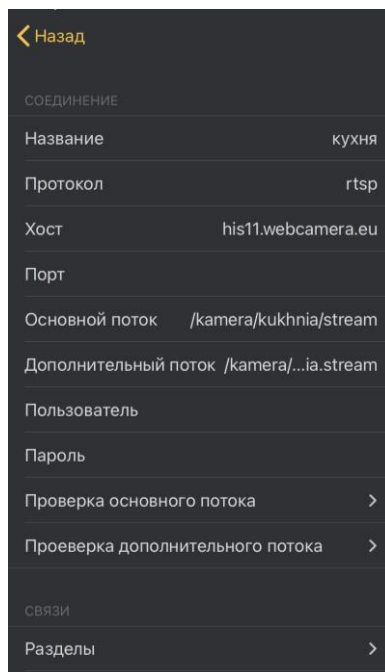 Назад
СОЕДИНЕНИЕ
Название кухня
Протокол rtsp
Хост his11.webcamera.eu
Порт
Основной поток /kamera/kukhnia/stream
Дополнительный поток /kamera/...ia.stream
Пользователь
Пароль
Проверка основного потока
Проеверка дополнительного потока
СВЯЗИ
Разделы